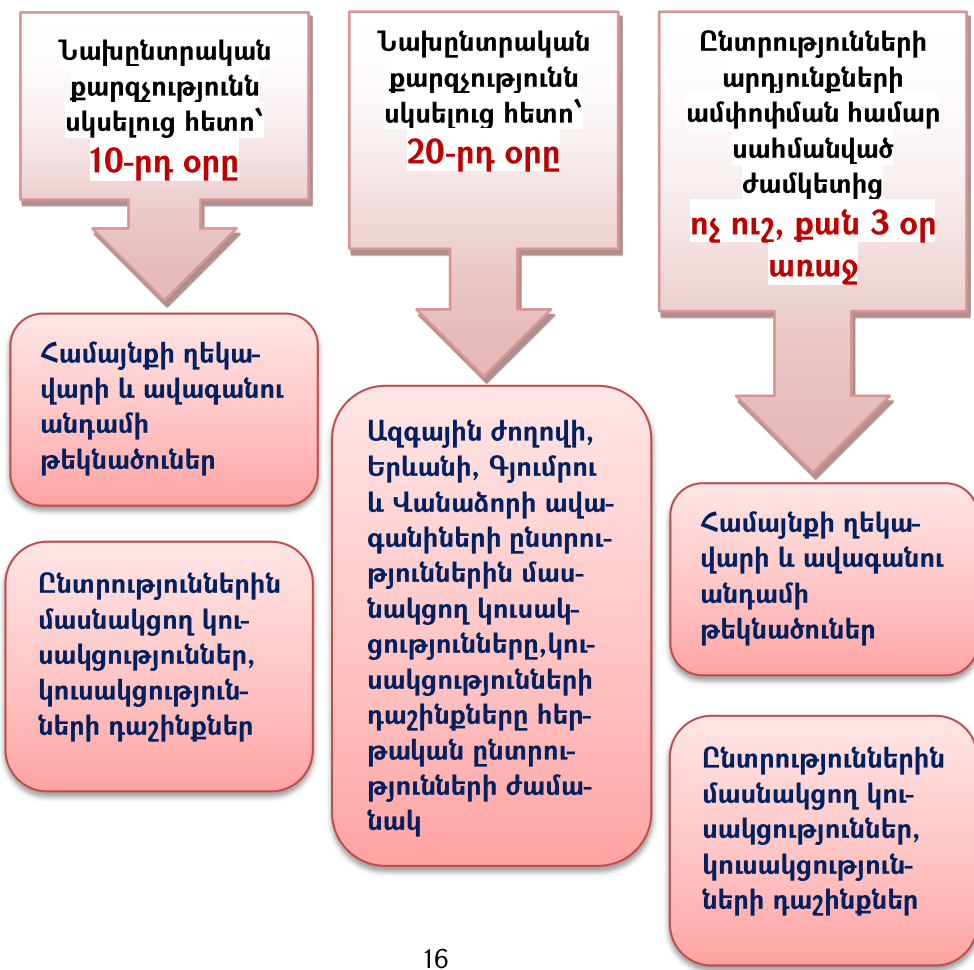 Նախընտրական
քարոզչությունն
սկսելուց հետո՝
10-րդ օրը
Համայնքի ղեկա-
վարի և ավագանու
անդամի
թեկնածուներ
Ընտրություններին
մասնակցող կու-
սակցություններ,
կուսակցություն-
ների դաշինքներ
Նախընտրական
քարոզչությունն
սկսելուց հետո՝
20-րդ օրը
Ազգային ժողովի,
Երևանի, Գյումրու
և Վանաձորի ավա-
գանիների ընտրու-
թյուններին մաս-
նակցող կուսակ-
ցությունները,կու-
սակցությունների
դաշինքները հեր-
թական ընտրու-
թյունների ժամա-
նակ
Ընտրությունների
արդյունքների
ամփոփման համար
սահմանված
ժամկետից
ոչ ուշ, քան 3 օր
առաջ
Համայնքի ղեկա-
վարի և ավագանու
անդամի
թեկնածուներ
Ընտրություններին
մասնակցող կու-
սակցություններ,
կուսակցություն-
ների դաշինքներ
16